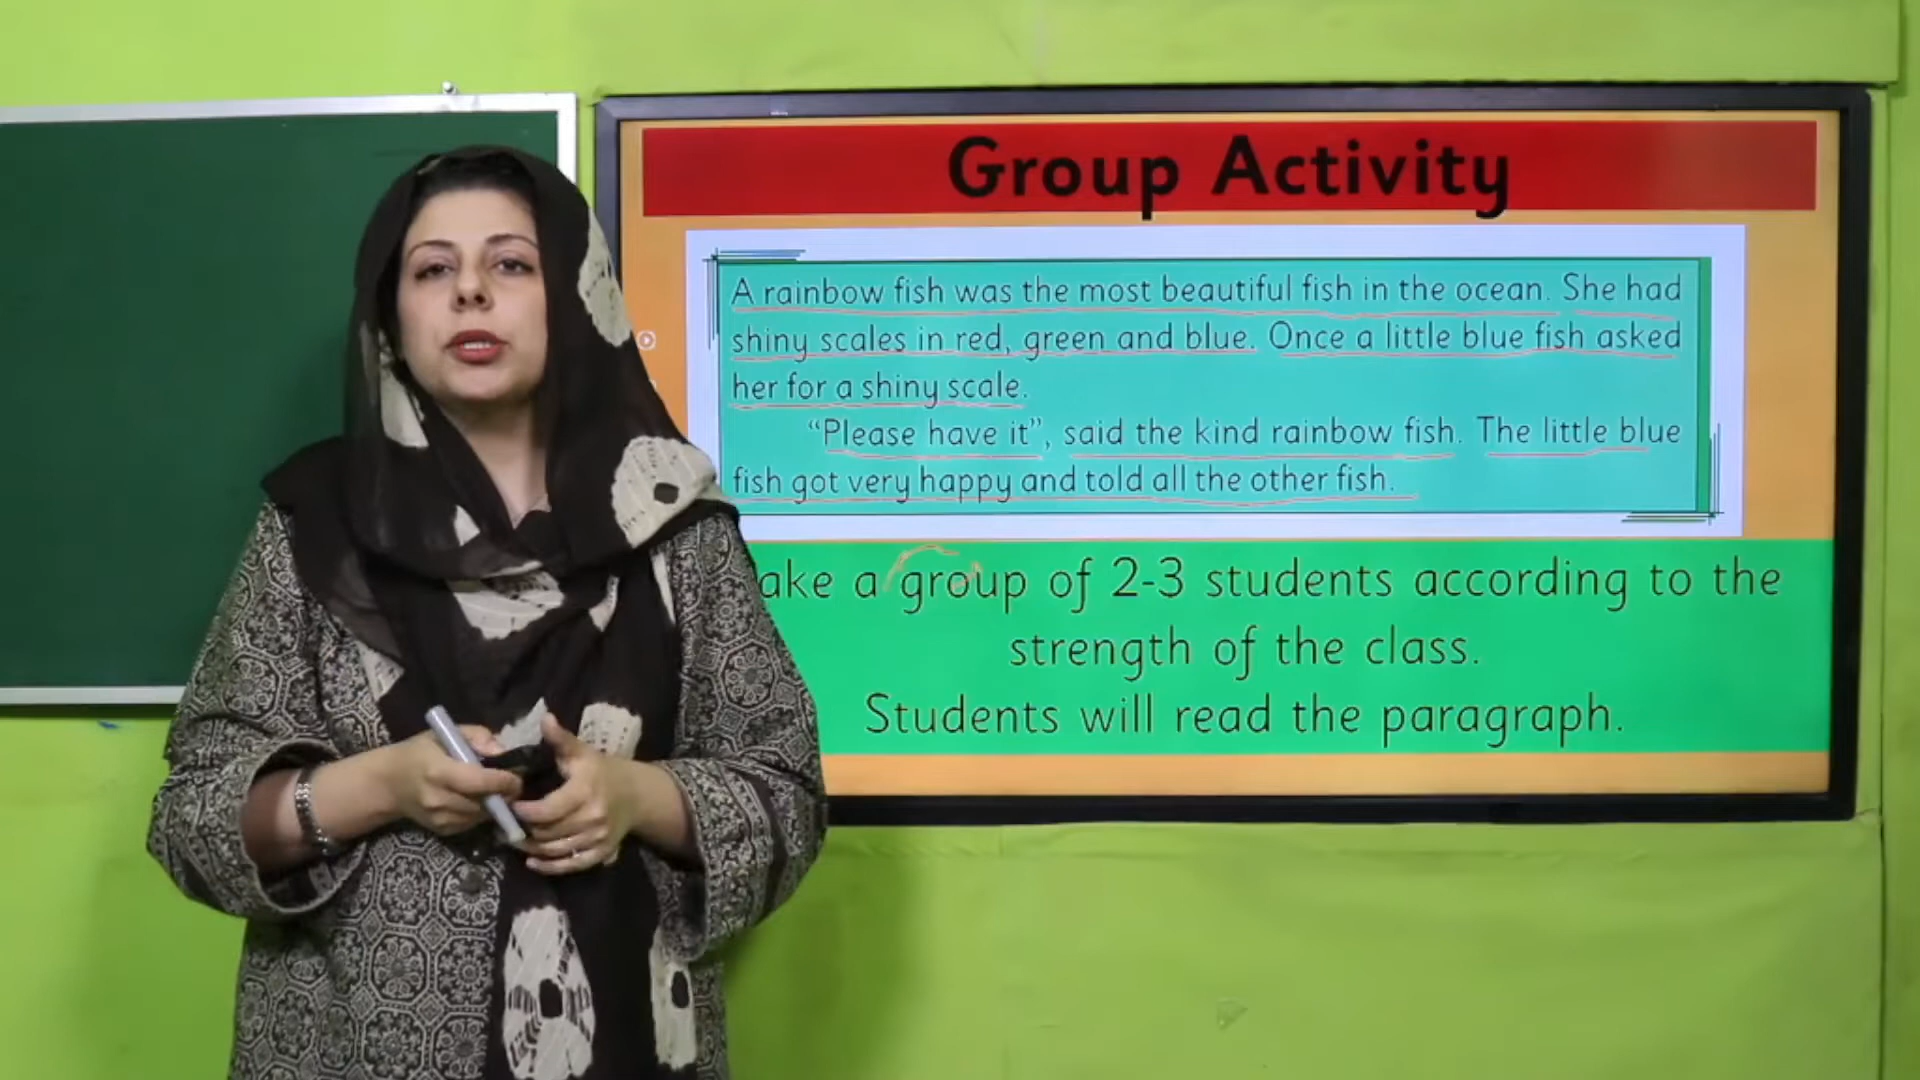 Group Activity
A rainbow fish was the most beautiful fish in the ocean. She had
shiny scales in red, green and blue. Once a little blue fish asked
her for a shiny scale.
“Please have it”, said the kind rainbow fish. The little blue
fish got very happy and told all the other fish.
ake a group of 2-3 students according to the
strength of the class.
Students will read the paragraph.